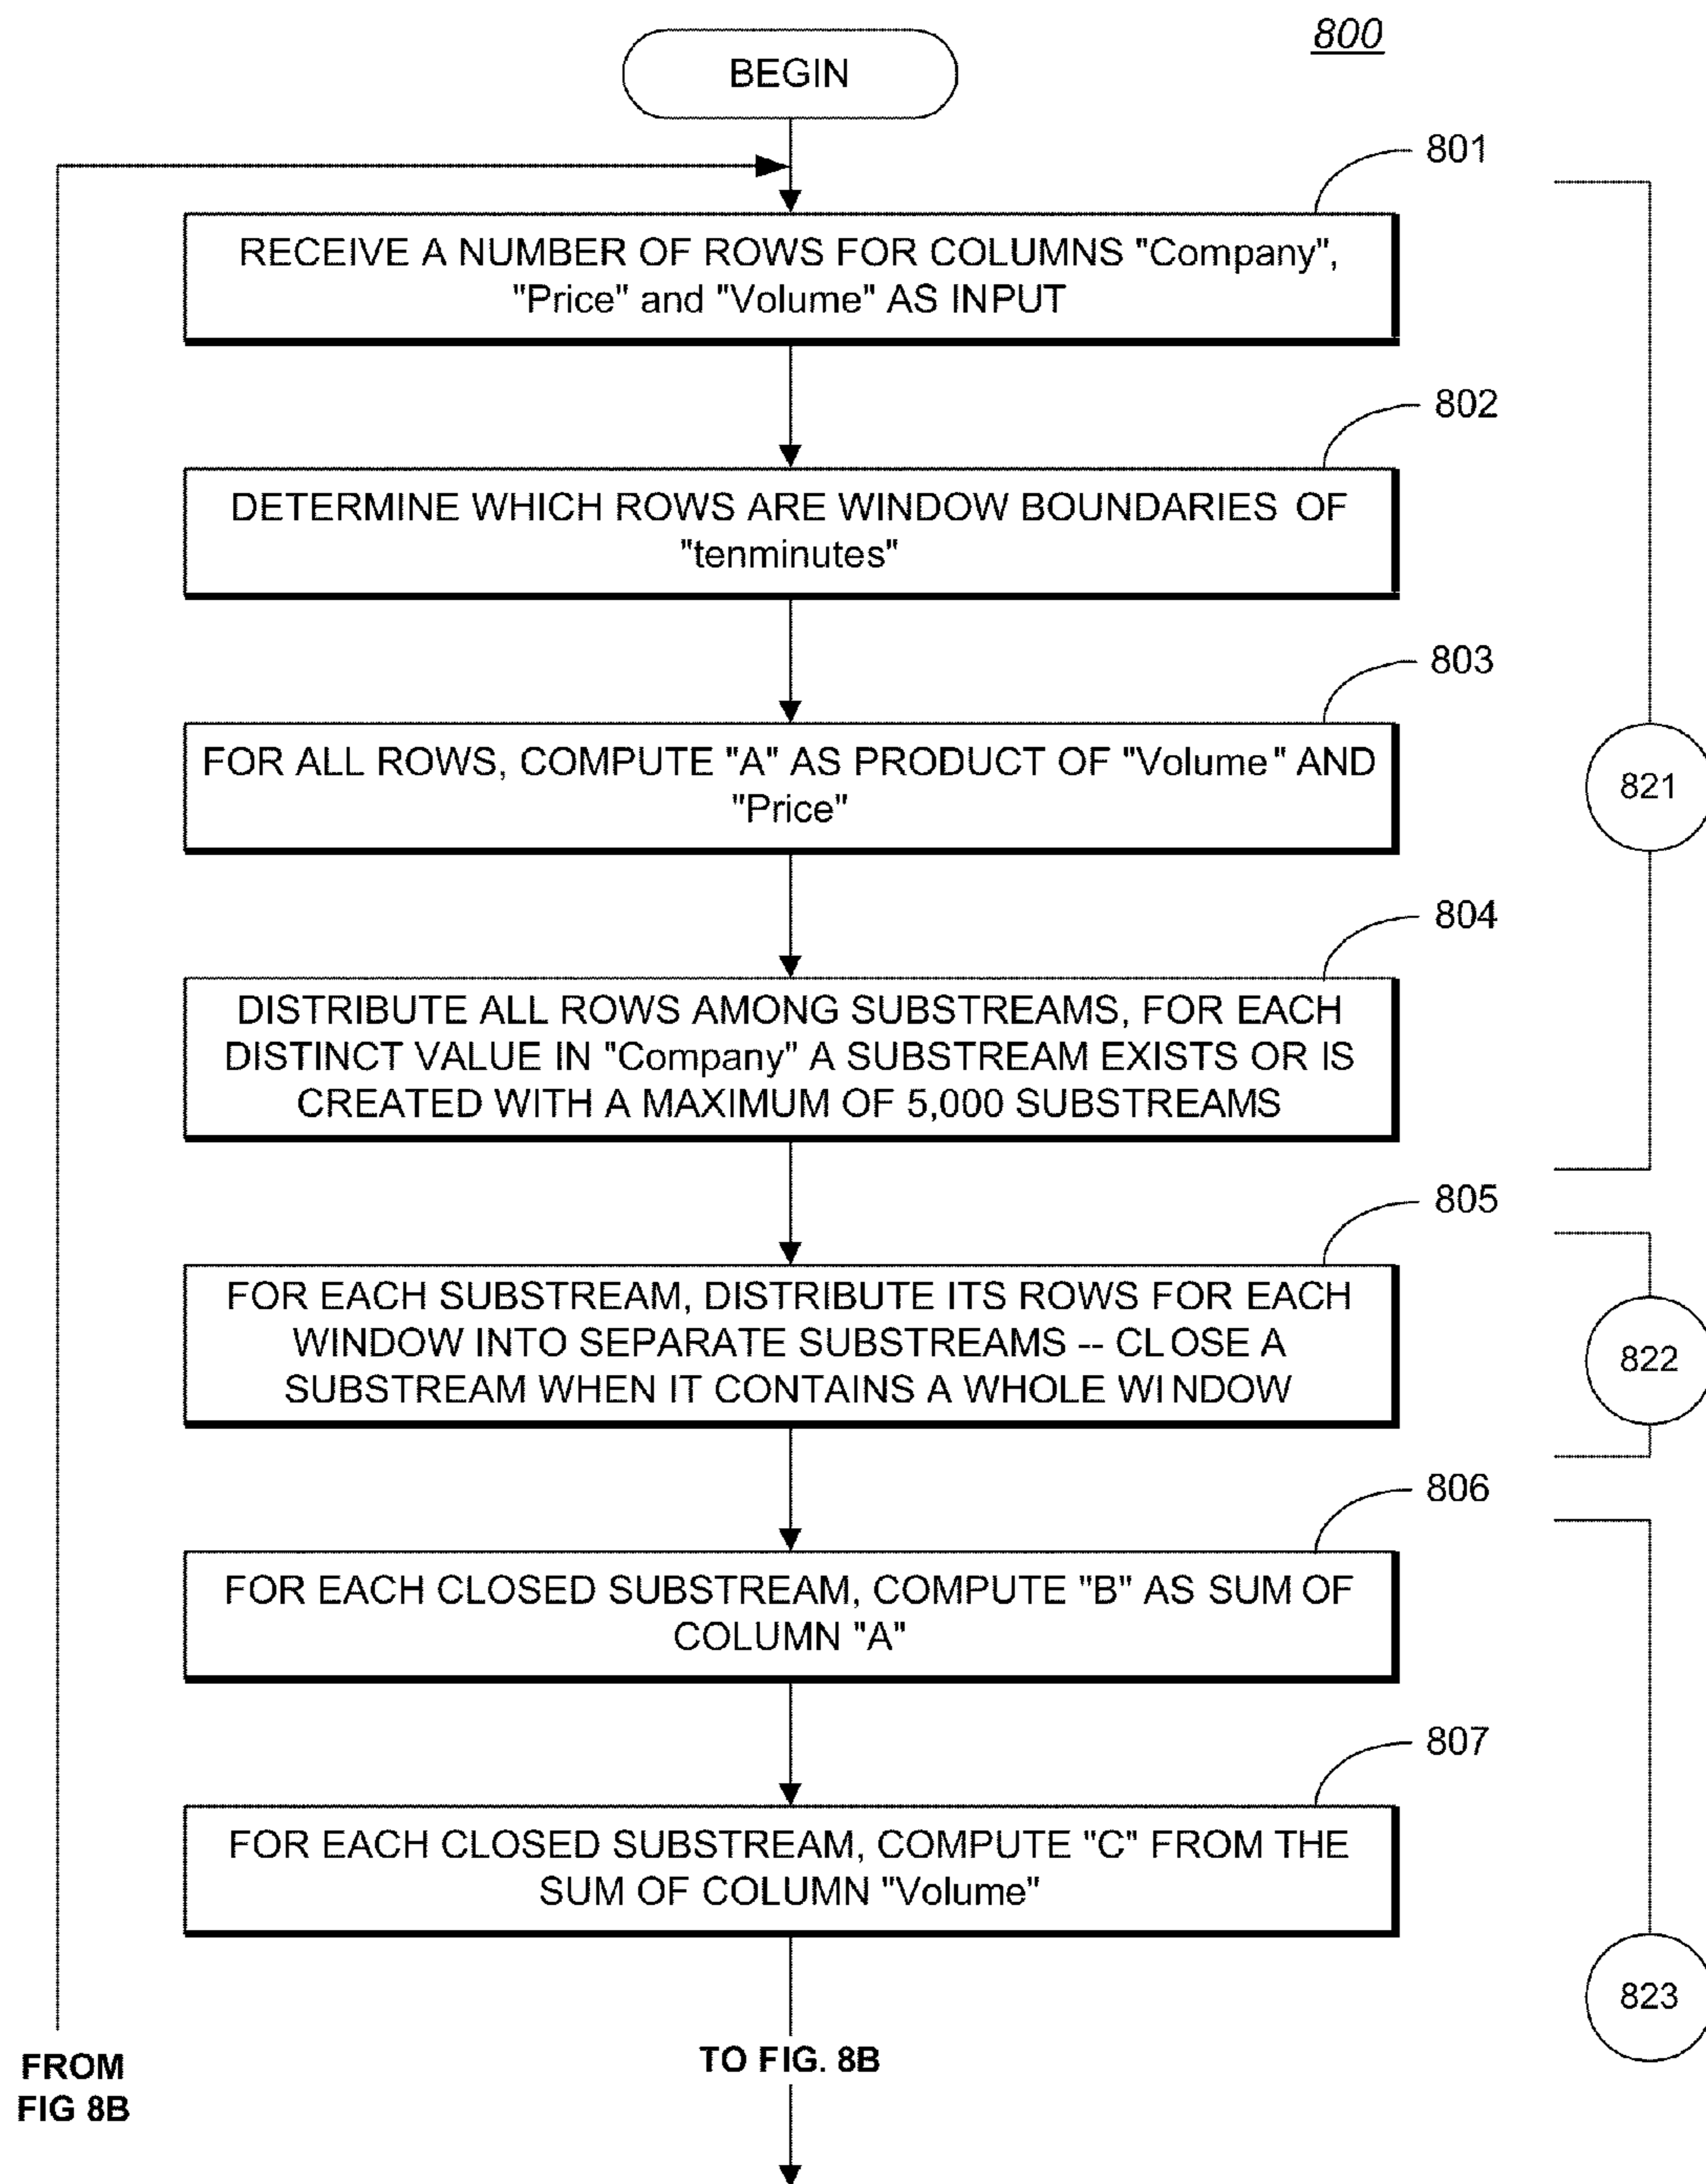 800
BEGIN
801
RECEIVE A NUMBER OF ROWS FOR COLUMNS "Company",
"Price" and "Volume" AS INPUT
802
DETERMINE WHICH ROWS ARE WINDOW BOUNDARIES OF
"tenminutes"
803
FOR ALL ROWS, COMPUTE "A" AS PRODUCT OF "Volume" AND
"Price"
821
804
DISTRIBUTE ALL ROWS AMONG SUBSTREAMS, FOR EACH
DISTINCT VALUE IN "Company" A SUBSTREAM EXISTS OR IS
CREATED WITH A MAXIMUM OF 5,000 SUBSTREAMS
805
FOR EACH SUBSTREAM, DISTRIBUTE ITS ROWS FOR EACH
WINDOW INTO SEPARATE SUBSTREAMS -- CLOSE A
SUBSTREAM WHEN IT CONTAINS A WHOLE WINDOW
822
806
FOR EACH CLOSED SUBSTREAM, COMPUTE "B" AS SUM OF
COLUMN "A"
807
FOR EACH CLOSED SUBSTREAM, COMPUTE "C" FROM THE
SUM OF COLUMN "Volume"
823
FROM
FIG 8B
TO FIG. 8B